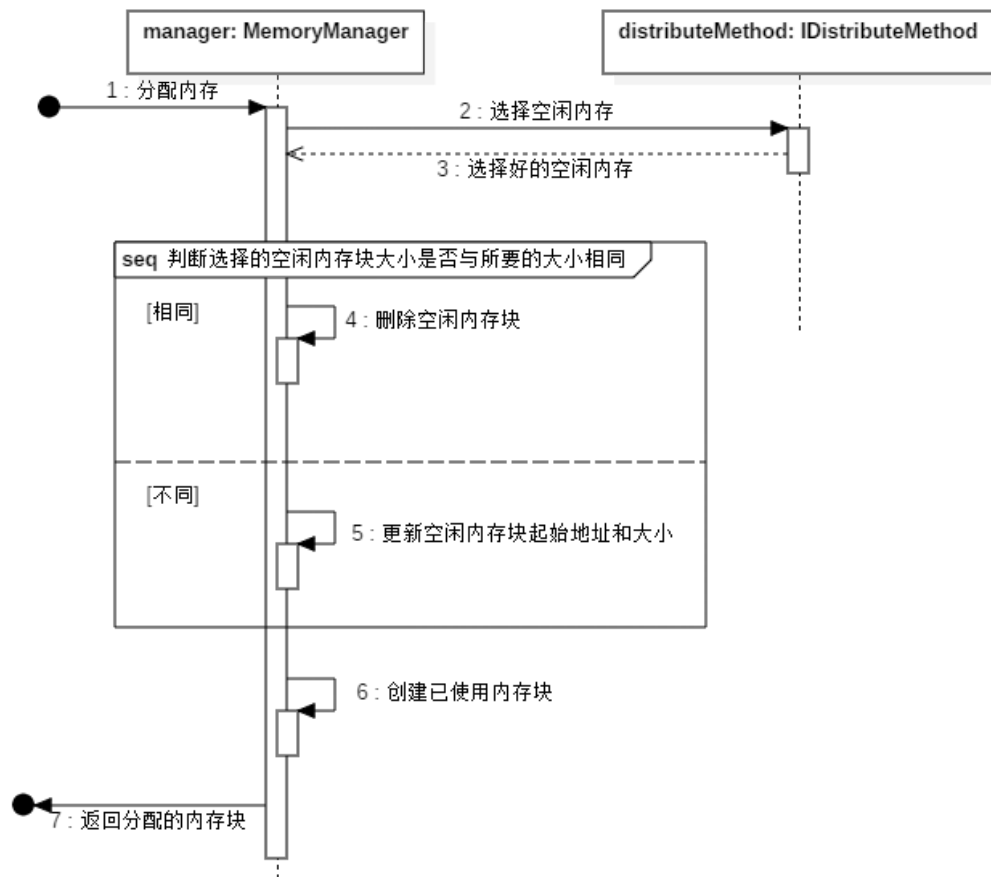 manager: MemoryManager
distributeMethod: IDistributeMethod
1 : 分配内存
2 : 选择空闲内存
3 : 选择好的空闲内存
seq 判断选择的空闲内存块大小是否与所要的大小相同
[相同]
4 : 删除空闲内存块
[不同]
5 : 更新空闲内存块起始地址和大小
6 : 创建已使用内存块
7 : 返回分配的内存块